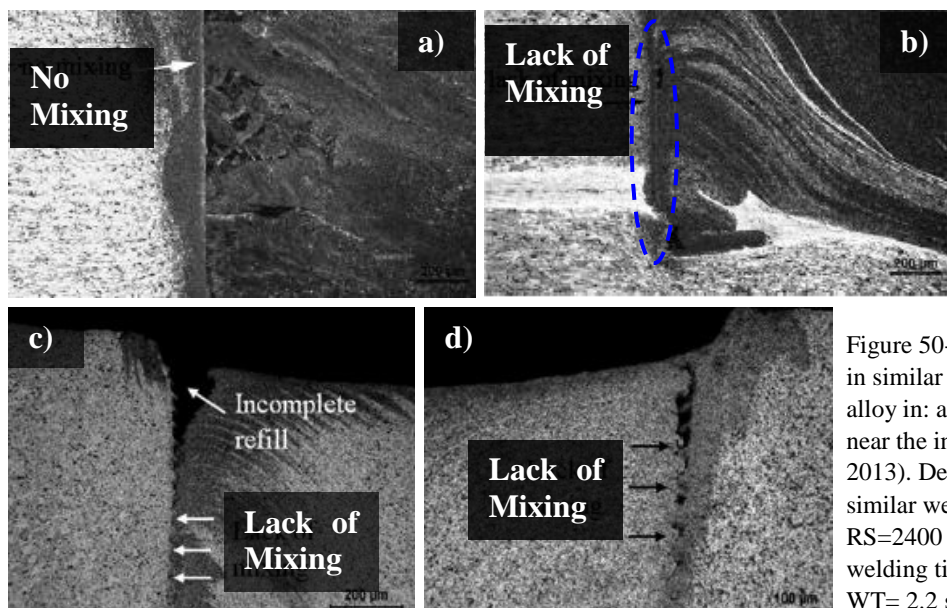 a)
No
Mixing
200 µm
b)
Lack of
Mixing
200 µm
c)
Incomplete
refill
Lack of
Mixing
200 µm
d)
Lack of
Mixing
100 µm
Figure 50-
in similar
alloy in: a
near the in
2013). De
similar we
RS=2400
welding ti
WT= 2.2 s